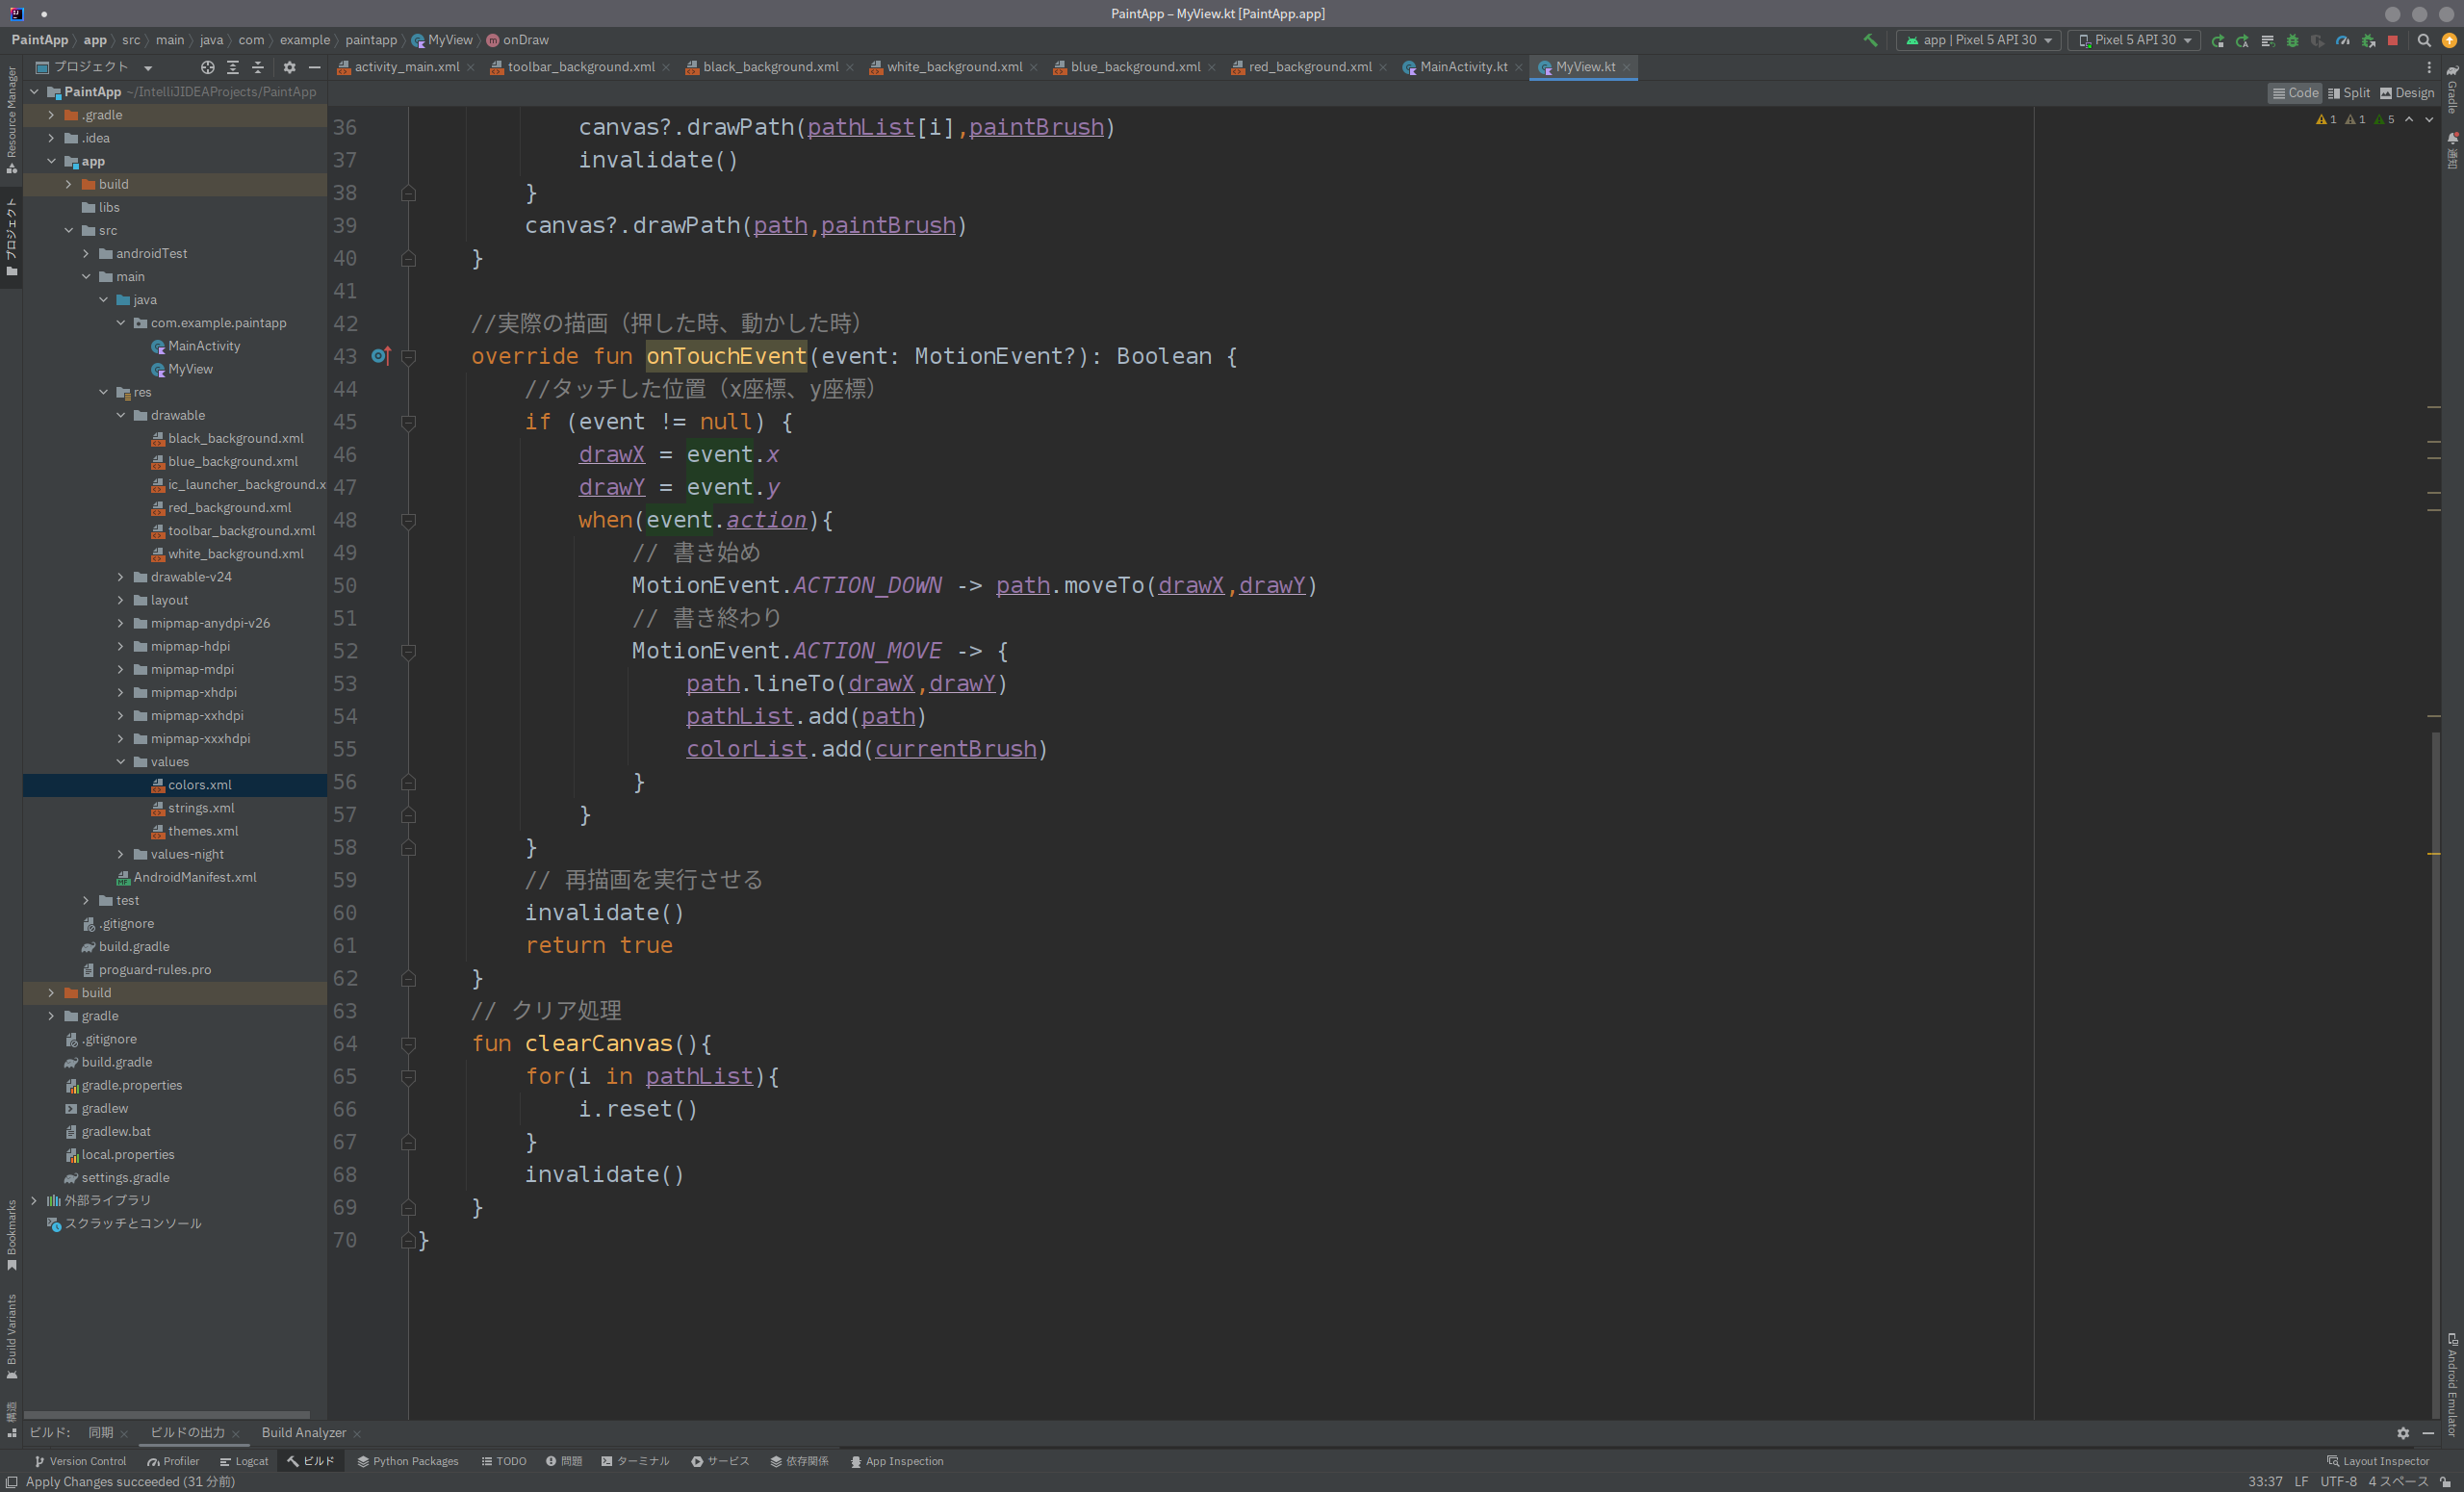 PaintApp – MyView.kt [PaintApp.app]
PaintApp 〉 app 〉 src 〉 main 〉 java 〉 com 〉 example 〉 paintapp 〉 MyView 〉 onDraw
app | Pixel 5 API 30
Pixel 5 API 30
プロジェクト
activity_main.xml
toolbar_background.xml
black_background.xml
white_background.xml
blue_background.xml
red_background.xml
MainActivity.kt
MyView.kt
Code
Split
Design
1 1 5
Resource Manager
プロジェクト
Bookmarks
Build Variants
構造
PaintApp ~/IntelliJIDEAProjects/PaintApp
.gradle
.idea
app
build
libs
src
androidTest
main
java
com.example.paintapp
MainActivity
MyView
res
drawable
black_background.xml
blue_background.xml
ic_launcher_background.x
red_background.xml
toolbar_background.xml
white_background.xml
drawable-v24
layout
mipmap-anydpi-v26
mipmap-hdpi
mipmap-mdpi
mipmap-xhdpi
mipmap-xxhdpi
mipmap-xxxhdpi
values
colors.xml
strings.xml
themes.xml
values-night
AndroidManifest.xml
test
.gitignore
build.gradle
proguard-rules.pro
build
gradle
.gitignore
build.gradle
gradle.properties
gradlew
gradlew.bat
local.properties
settings.gradle
外部ライブラリ
スクラッチとコンソール
36 canvas?.drawPath(pathList[i],paintBrush)
37 invalidate()
38 }
39 canvas?.drawPath(path,paintBrush)
40 }
41
42 //実際の描画（押した時、動かした時）
43 override fun onTouchEvent(event: MotionEvent?): Boolean {
44 //タッチした位置（x座標、y座標）
45 if (event != null) {
46 drawX = event.x
47 drawY = event.y
48 when(event.action){
49 // 書き始め
50 MotionEvent.ACTION_DOWN -> path.moveTo(drawX,drawY)
51 // 書き終わり
52 MotionEvent.ACTION_MOVE -> {
53 path.lineTo(drawX,drawY)
54 pathList.add(path)
55 colorList.add(currentBrush)
56 }
57 }
58 }
59 // 再描画を実行させる
60 invalidate()
61 return true
62 }
63 // クリア処理
64 fun clearCanvas(){
65 for(i in pathList){
66 i.reset()
67 }
68 invalidate()
69 }
70 }
Gradle
通知
Android Emulator
ビルド: 同期 ビルドの出力 Build Analyzer
Version Control Profiler Logcat ビルド Python Packages TODO 問題 ターミナル サービス 依存関係 App Inspection Layout Inspector
Apply Changes succeeded (31 分前) 33:37 LF UTF-8 4 スペース